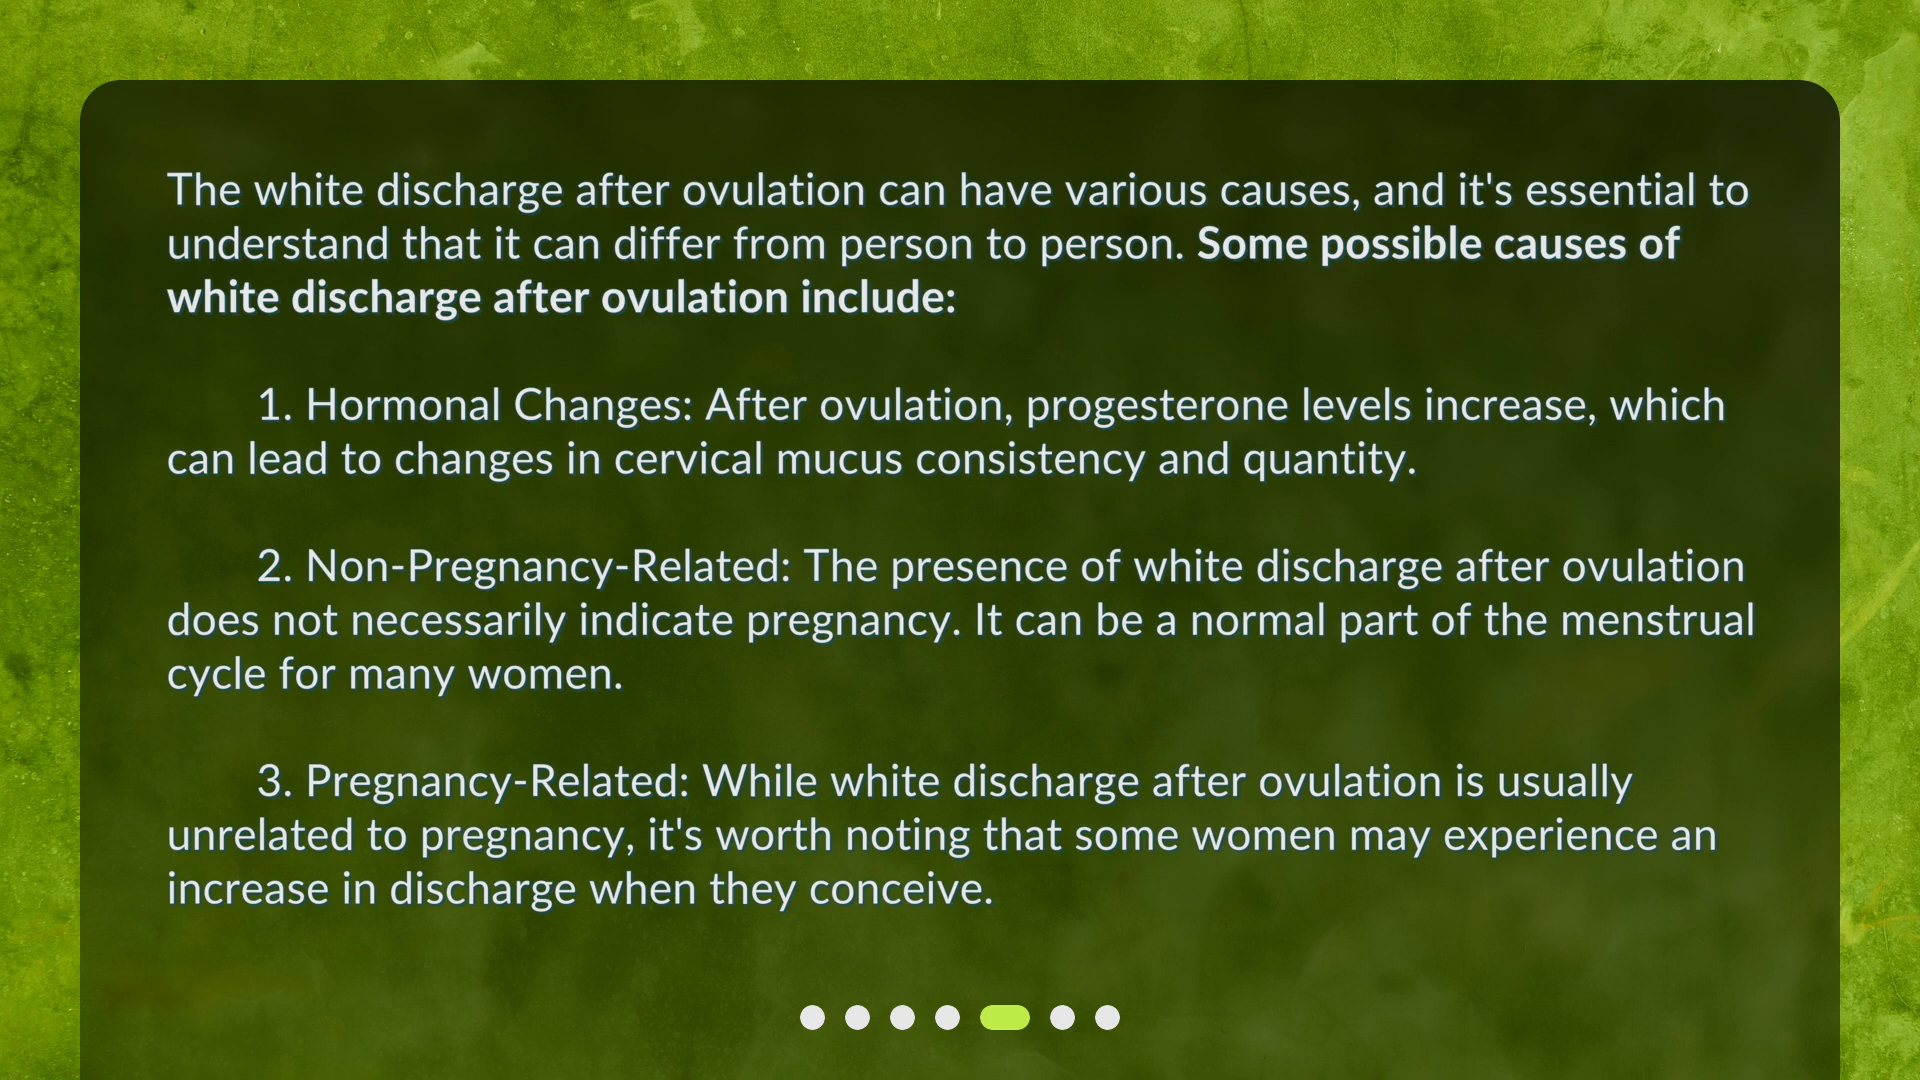 The white discharge after ovulation can have various causes, and it's essential to
understand that it can differ from person to person. Some possible causes of
white discharge after ovulation include:
1. Hormonal Changes: After ovulation, progesterone levels increase, which
can lead to changes in cervical mucus consistency and quantity.
2. Non-Pregnancy-Related: The presence of white discharge after ovulation
does not necessarily indicate pregnancy. It can be a normal part of the menstrual
cycle for many women.
3. Pregnancy-Related: While white discharge after ovulation is usually
unrelated to pregnancy, it's worth noting that some women may experience an
increase in discharge when they conceive.